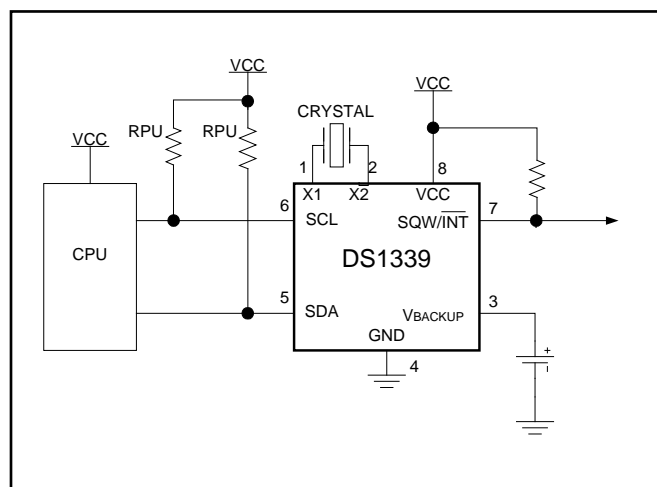 VCC
VCC
VCC
RPU
RPU
CRYSTAL
1
2
8
X1
X2
VCC
6
SCL
SQW/INT
7
CPU
DS1339
5
SDA
VBACKUP
3
GND
4
+